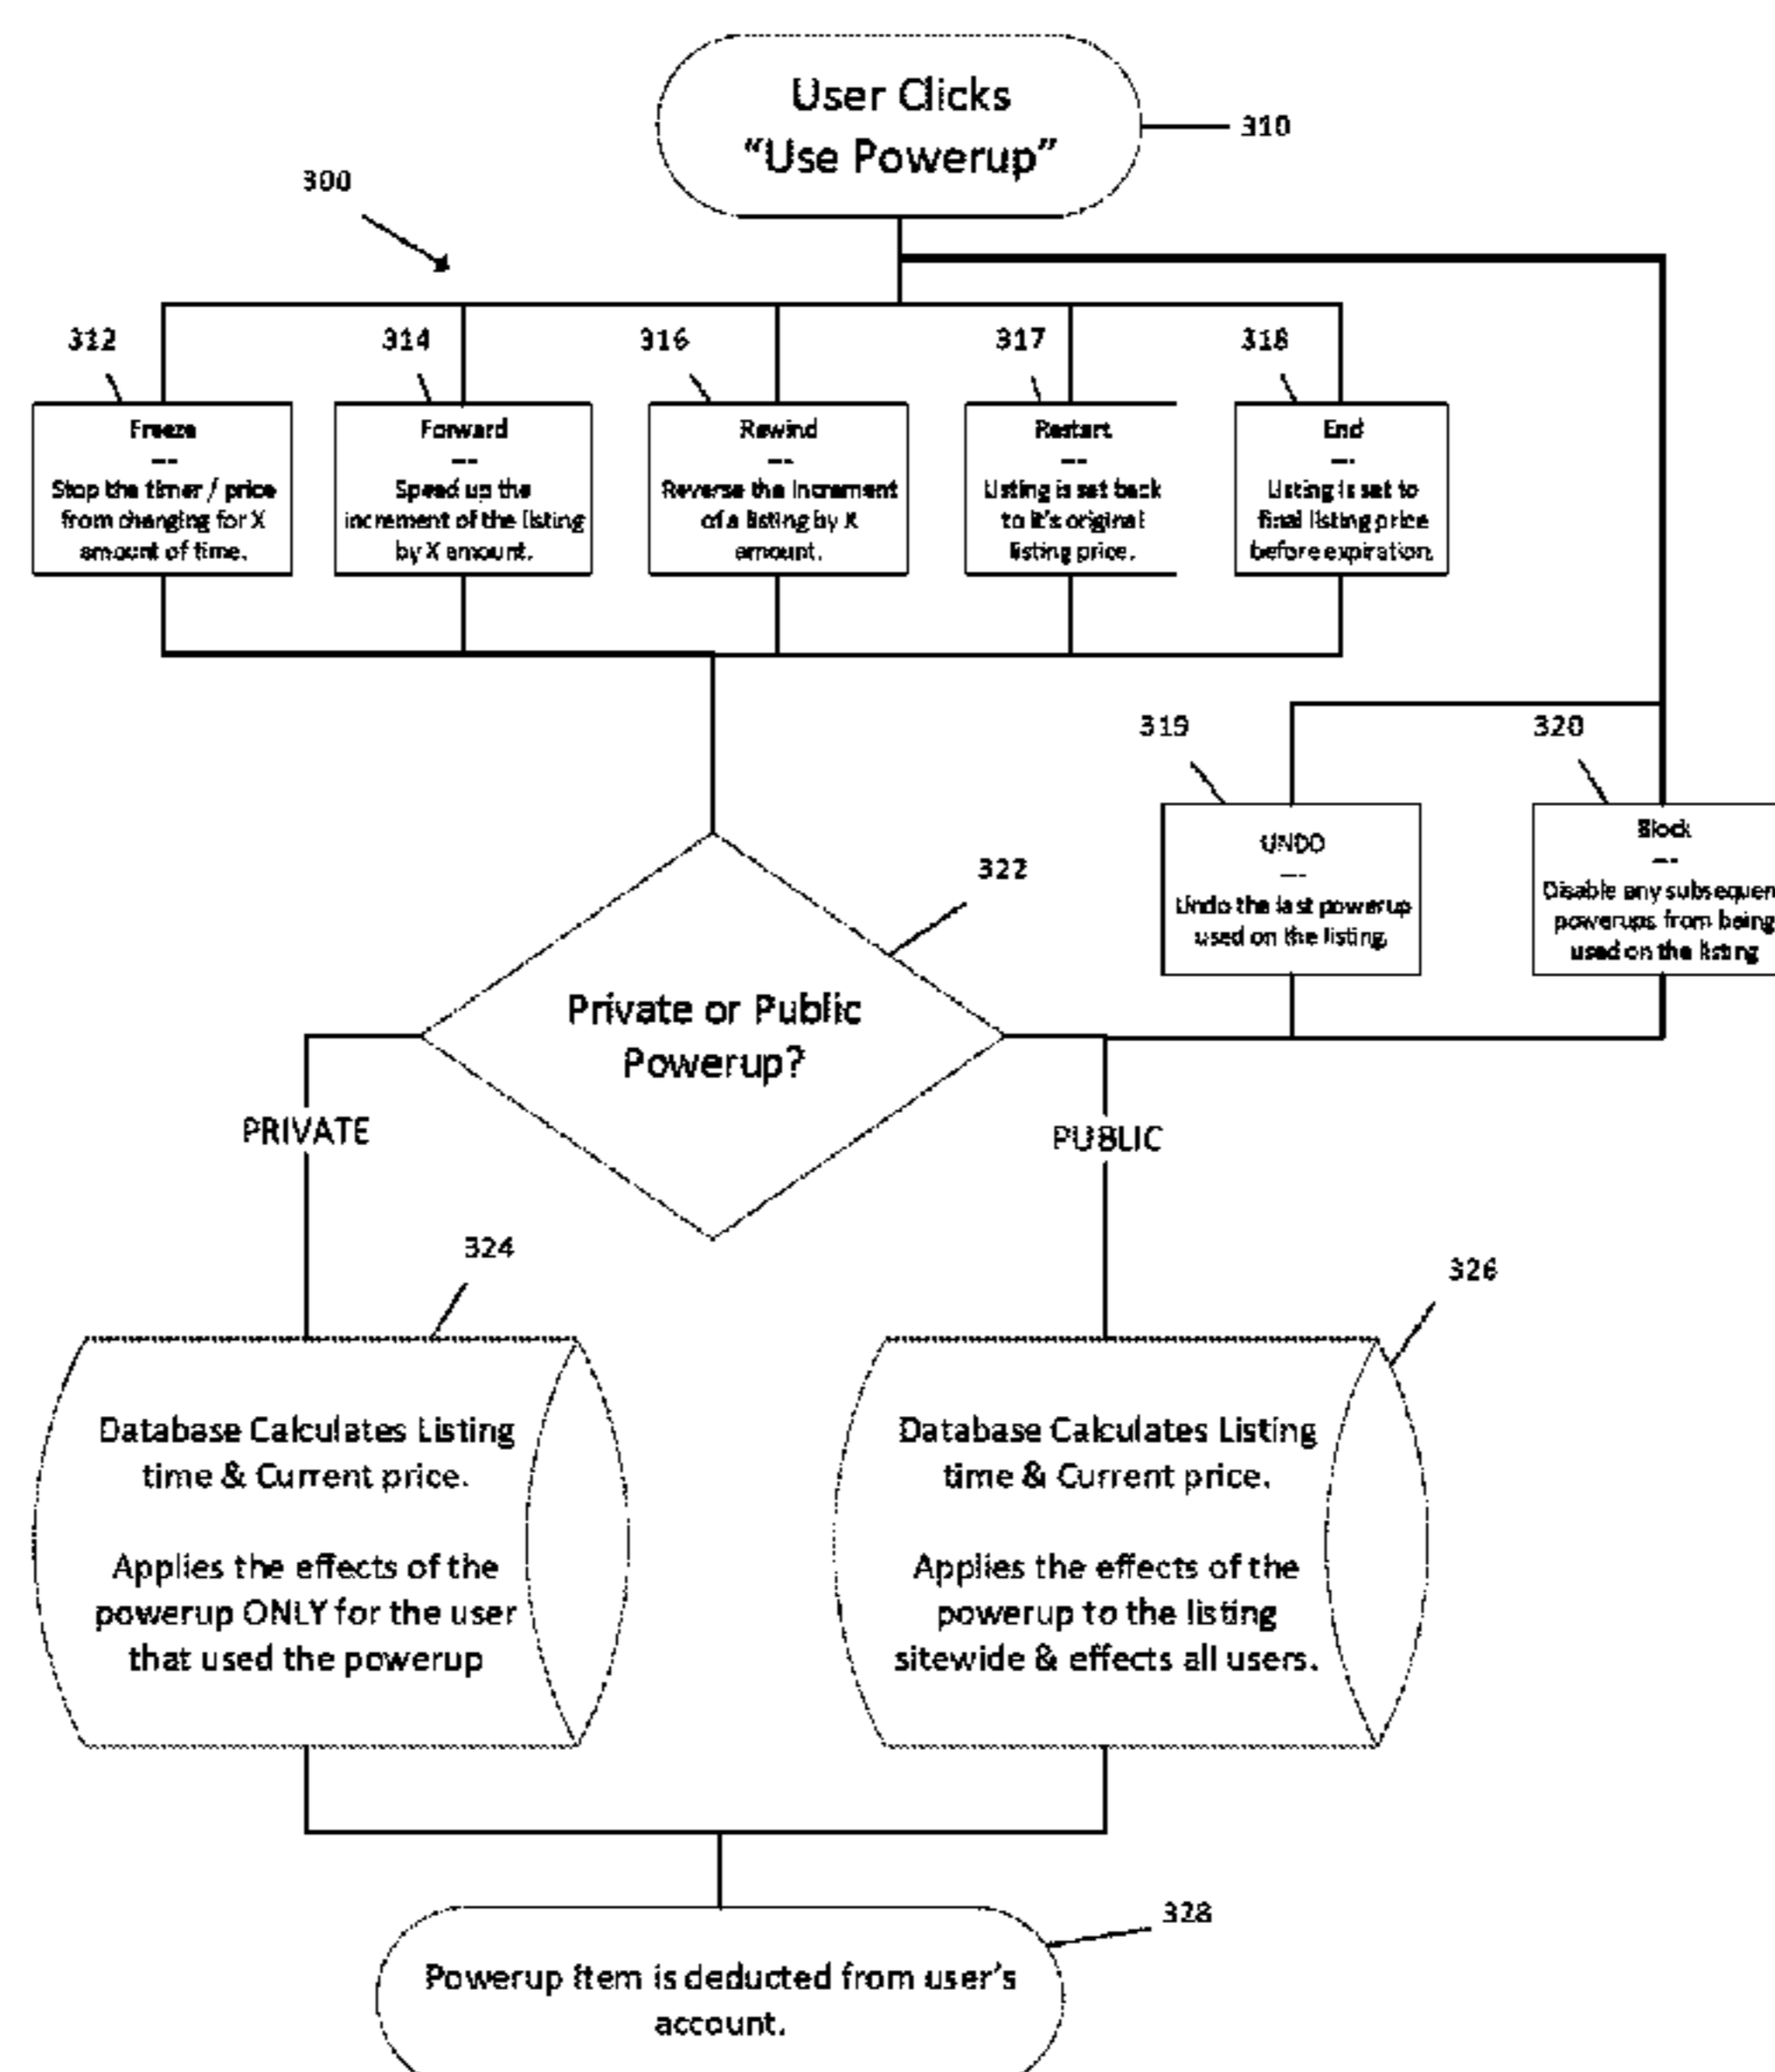 User Clicks
“Use Powerup”
310
300
312
314
316
317
318
Freeze
---
Stop the timer / price
from changing for X
amount of time.
Forward
---
Speed up the
increment of the listing
by X amount.
Rewind
---
Reverse the Increment
of a listing by X
amount.
Restart
---
Listing is set back
to it's original
listing price.
End
---
Listing is set to
final listing price
before expiration.
319
320
UNDO
---
Undo the last powerup
used on the listing.
Block
---
Disable any subsequen
powerups from being
used on the listing
322
Private or Public
Powerup?
PRIVATE
PUBLIC
324
326
Database Calculates Listing
time & Current price.
Applies the effects of the
powerup ONLY for the user
that used the powerup
Database Calculates Listing
time & Current price.
Applies the effects of the
powerup to the listing
sitewide & effects all users.
328
Powerup Item is deducted from user's
account.